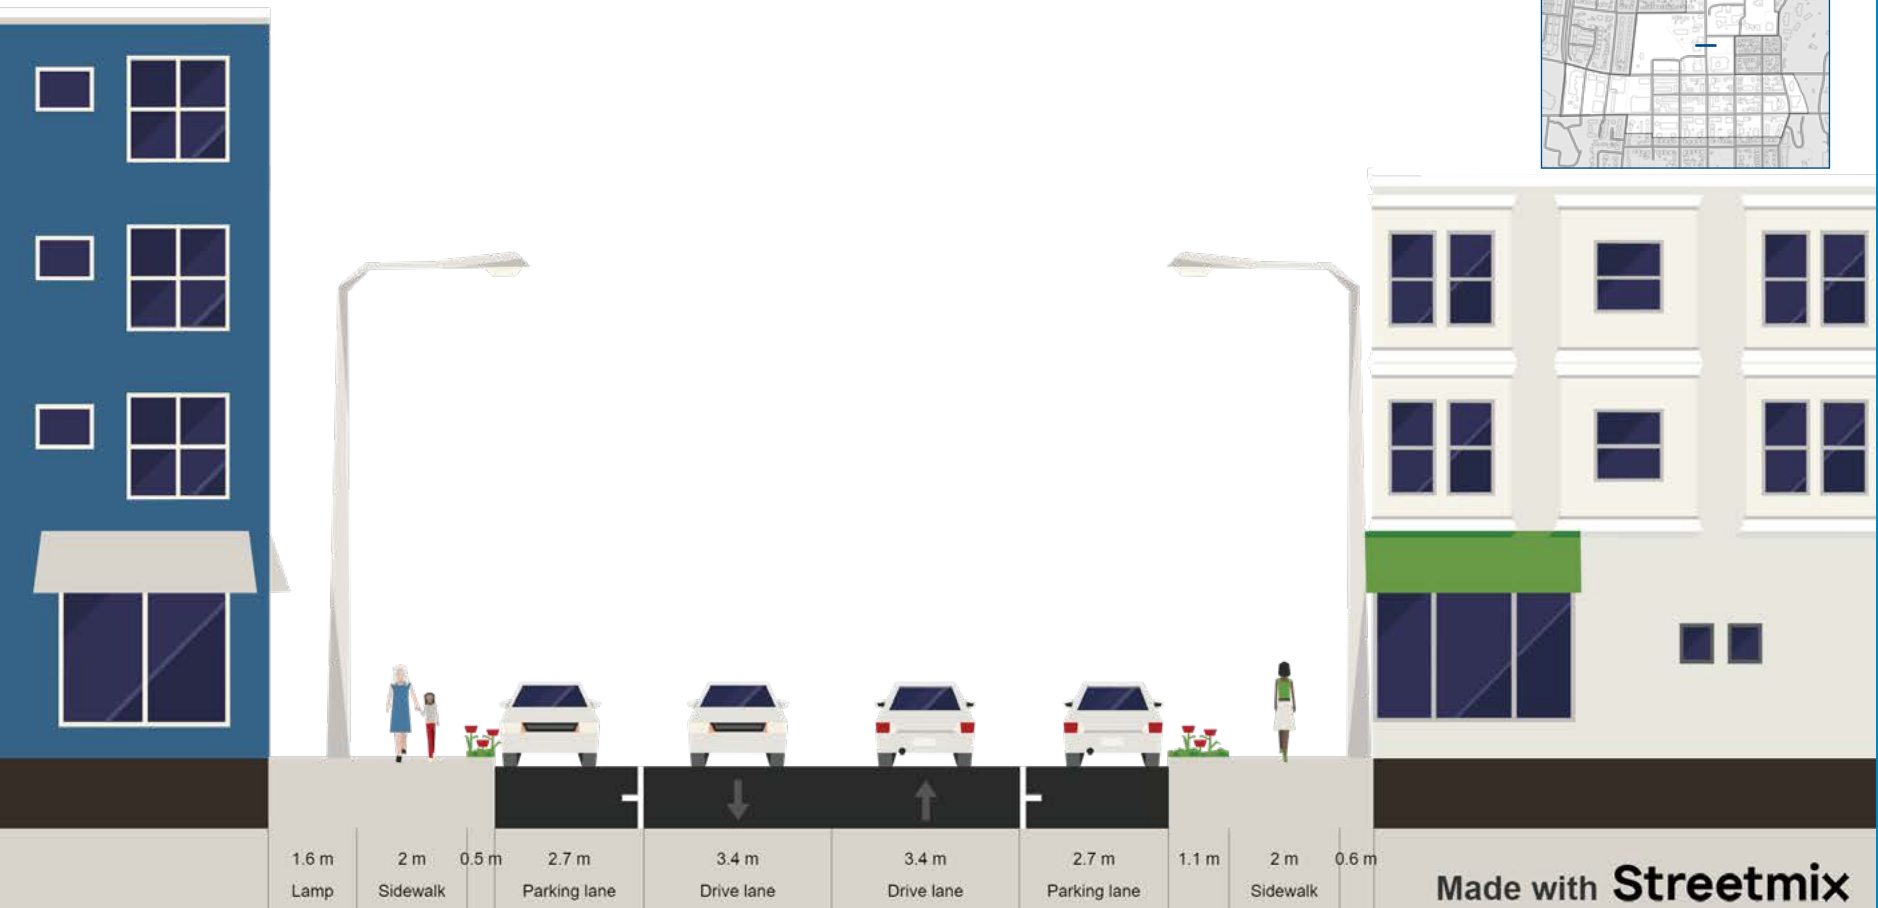 1.6 m 2 m 0.5 m 2.7 m 3.4 m 3.4 m 2.7 m 1.1 m 2 m 0.6 m
Lamp Sidewalk Parking lane Drive lane Drive lane Parking lane Sidewalk
Made with Streetmix